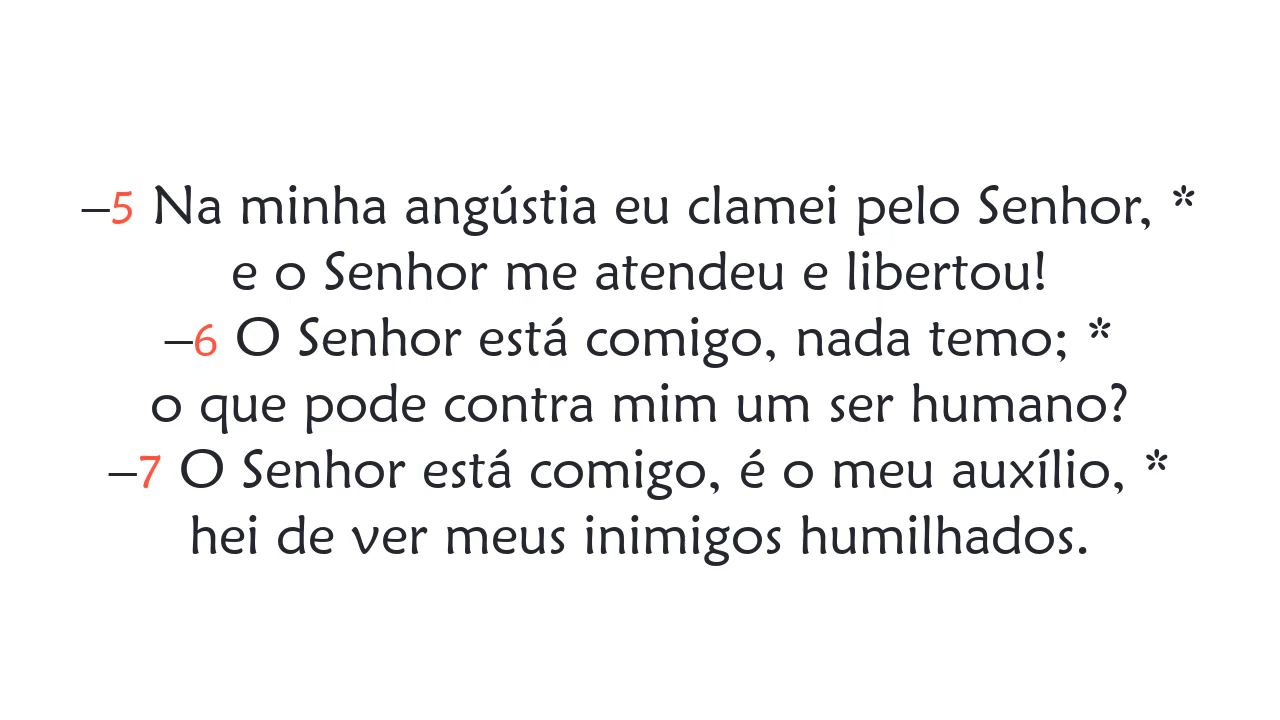 –5 Na minha angústia eu clamei pelo Senhor, *
e o Senhor me atendeu e libertou!
–6 O Senhor está comigo, nada temo; *
o que pode contra mim um ser humano?
–7 O Senhor está comigo, é o meu auxílio, *
hei de ver meus inimigos humilhados.